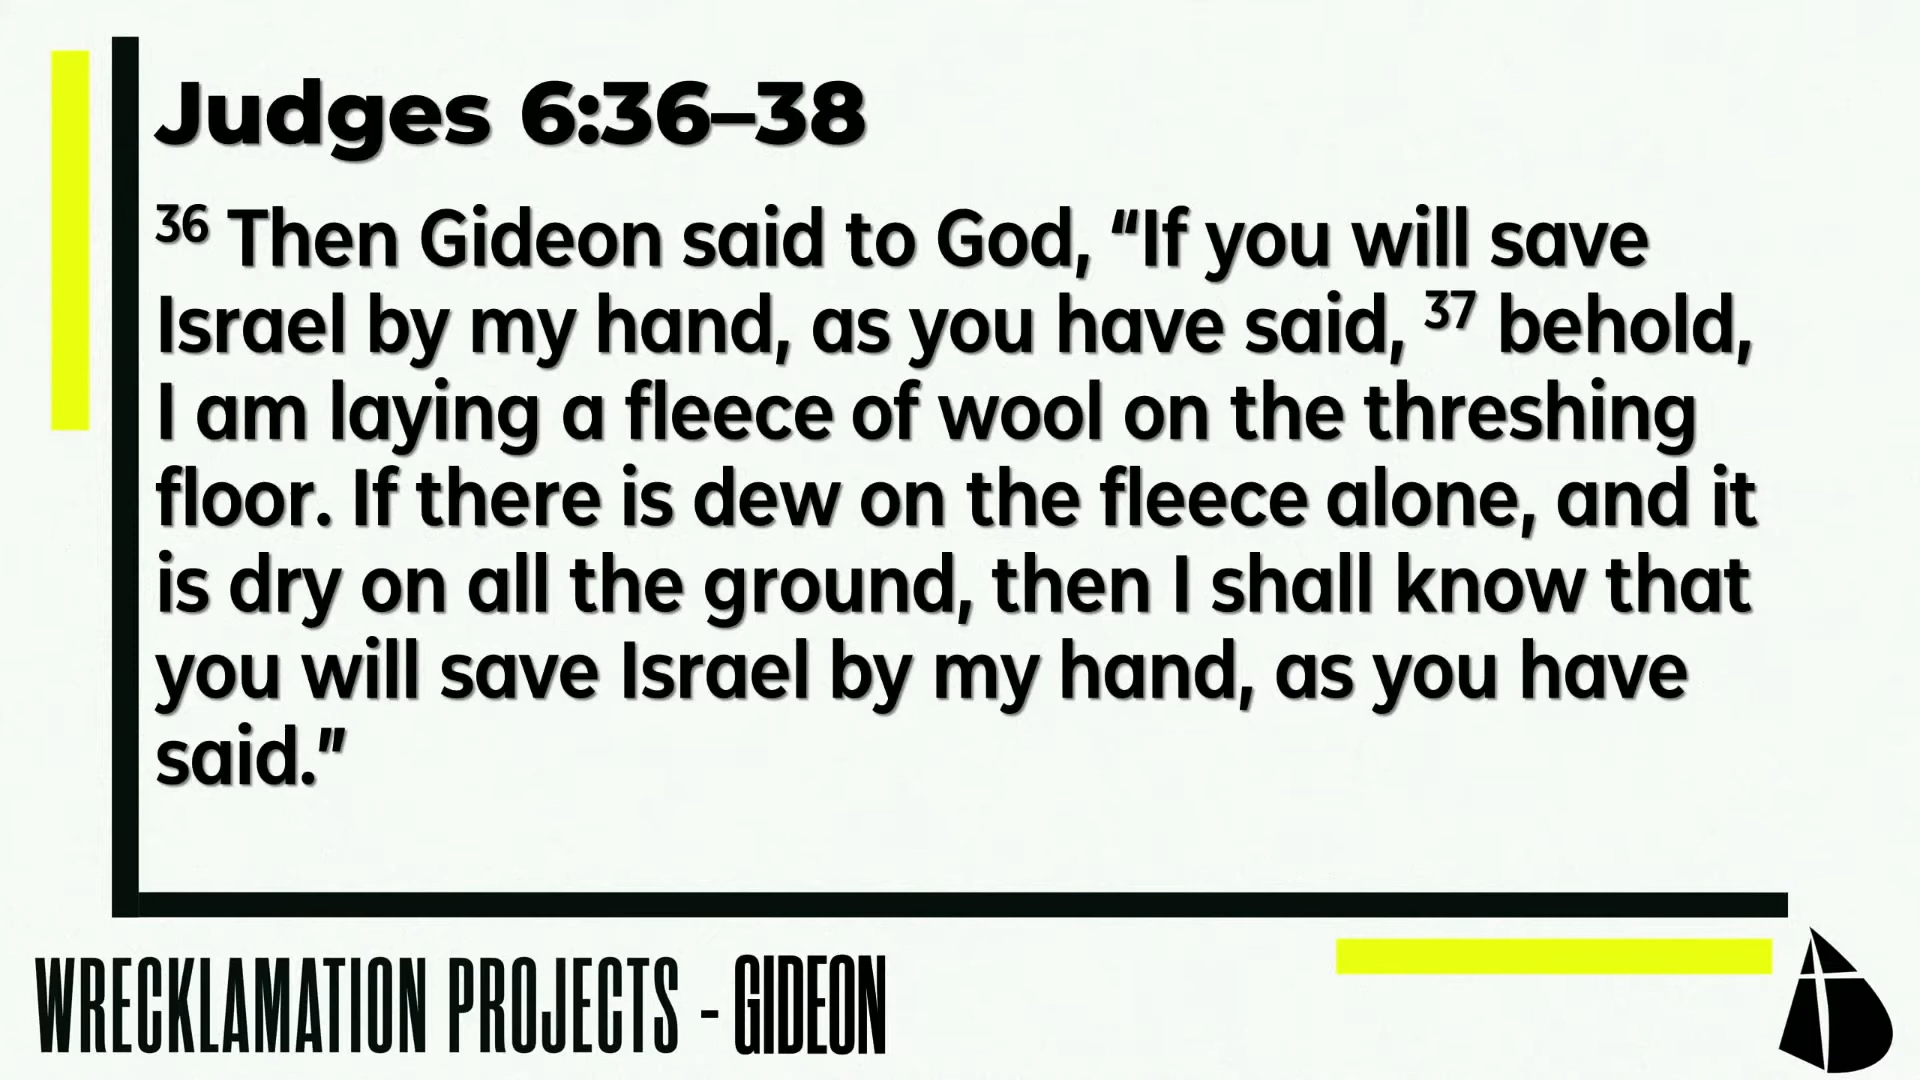 Judges 6:36–38
36 Then Gideon said to God, “If you will save
Israel by my hand, as you have said, 37 behold,
I am laying a fleece of wool on the threshing
floor. If there is dew on the fleece alone, and it
is dry on all the ground, then I shall know that
you will save Israel by my hand, as you have
said.”
WRECKLAMATION PROJECTS - GIDEON